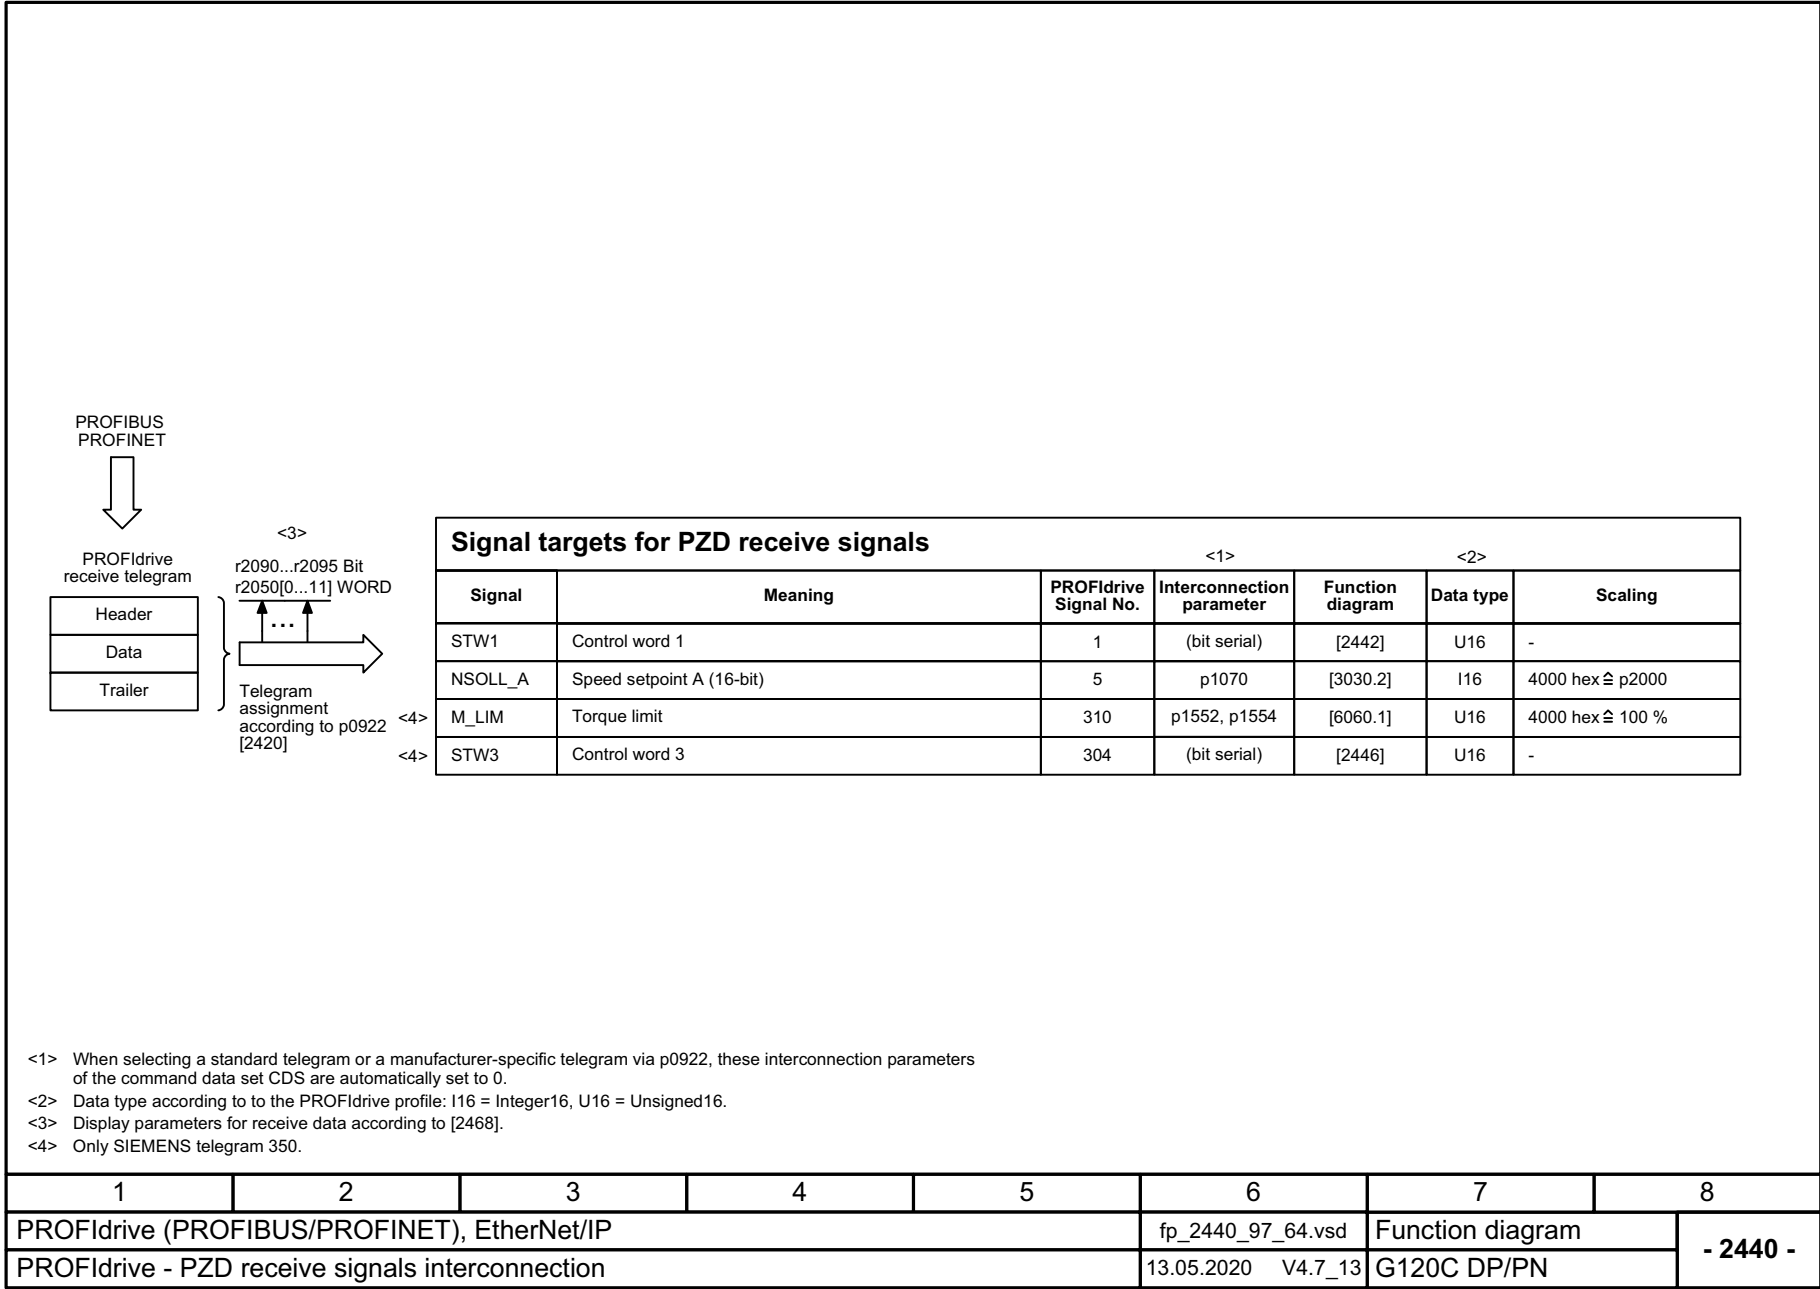 PROFIBUS
PROFINET
PROFIdrive
receive telegram
Header
Data
Trailer
<3>
r2090...r2095 Bit
r2050[0...11] WORD
...
Telegram
assignment
according to p0922
[2420]
Signal targets for PZD receive signals
<1> <2>
Signal Meaning PROFIdrive Signal No. Interconnection parameter Function diagram Data type Scaling
STW1 Control word 1 1 (bit serial) [2442] U16 -
NSOLL_A Speed setpoint A (16-bit) 5 p1070 [3030.2] I16 4000 hex ≙ p2000
<4> M_LIM Torque limit 310 p1552, p1554 [6060.1] U16 4000 hex ≙ 100 %
<4> STW3 Control word 3 304 (bit serial) [2446] U16 -
<1> When selecting a standard telegram or a manufacturer-specific telegram via p0922, these interconnection parameters
of the command data set CDS are automatically set to 0.
<2> Data type according to to the PROFIdrive profile: I16 = Integer16, U16 = Unsigned16.
<3> Display parameters for receive data according to [2468].
<4> Only SIEMENS telegram 350.
1 2 3 4 5 6 7 8
PROFIdrive (PROFIBUS/PROFINET), EtherNet/IP fp_2440_97_64.vsd Function diagram
- 2440 -
PROFIdrive - PZD receive signals interconnection 13.05.2020 V4.7_13 G120C DP/PN